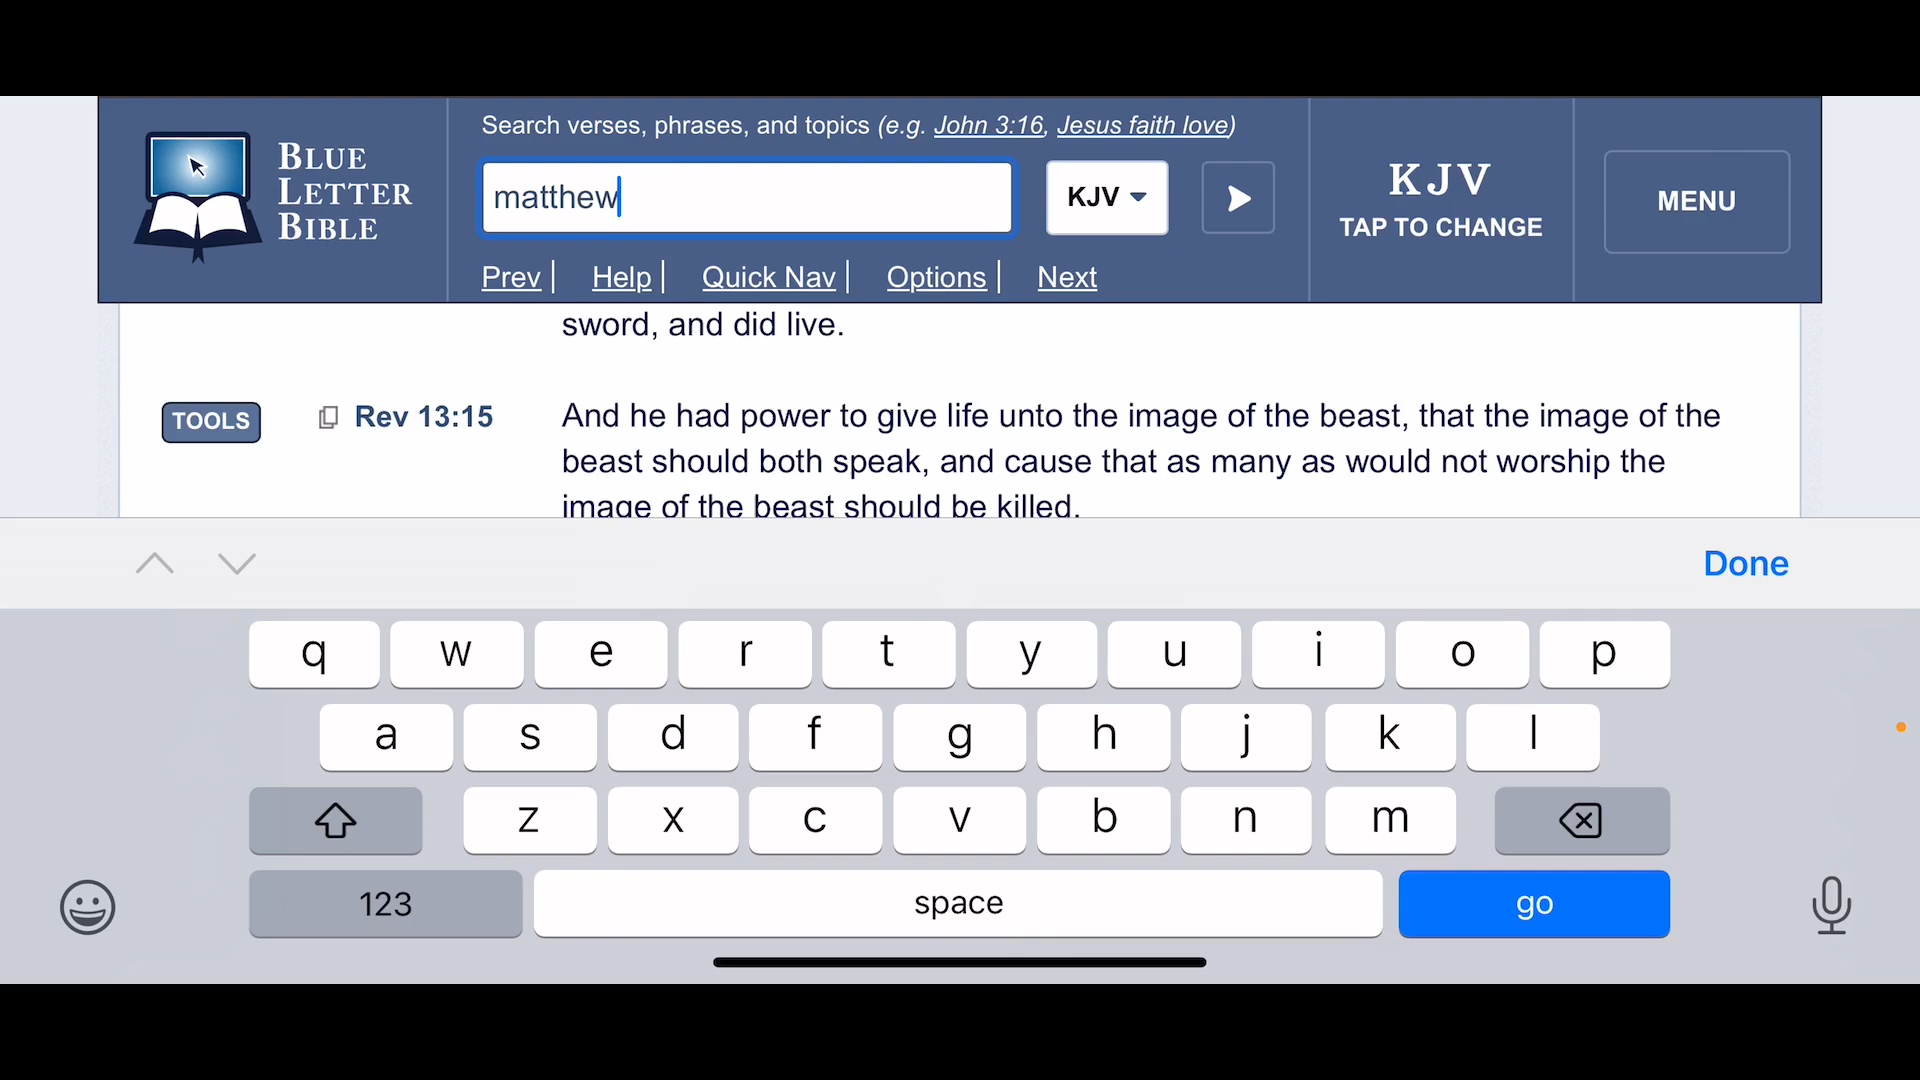 BLUE
LETTER
BIBLE
Search verses, phrases, and topics (e.g. John 3:16, Jesus faith love)
matthew
KJV
Prev | Help | Quick Nav | Options | Next
KJV
TAP TO CHANGE
MENU
sword, and did live.
TOOLS Rev 13:15 And he had power to give life unto the image of the beast, that the image of the
beast should both speak, and cause that as many as would not worship the
image of the beast should be killed.
Done
q w e r t y u i o p
a s d f g h j k l
z x c v b n m
123 space go